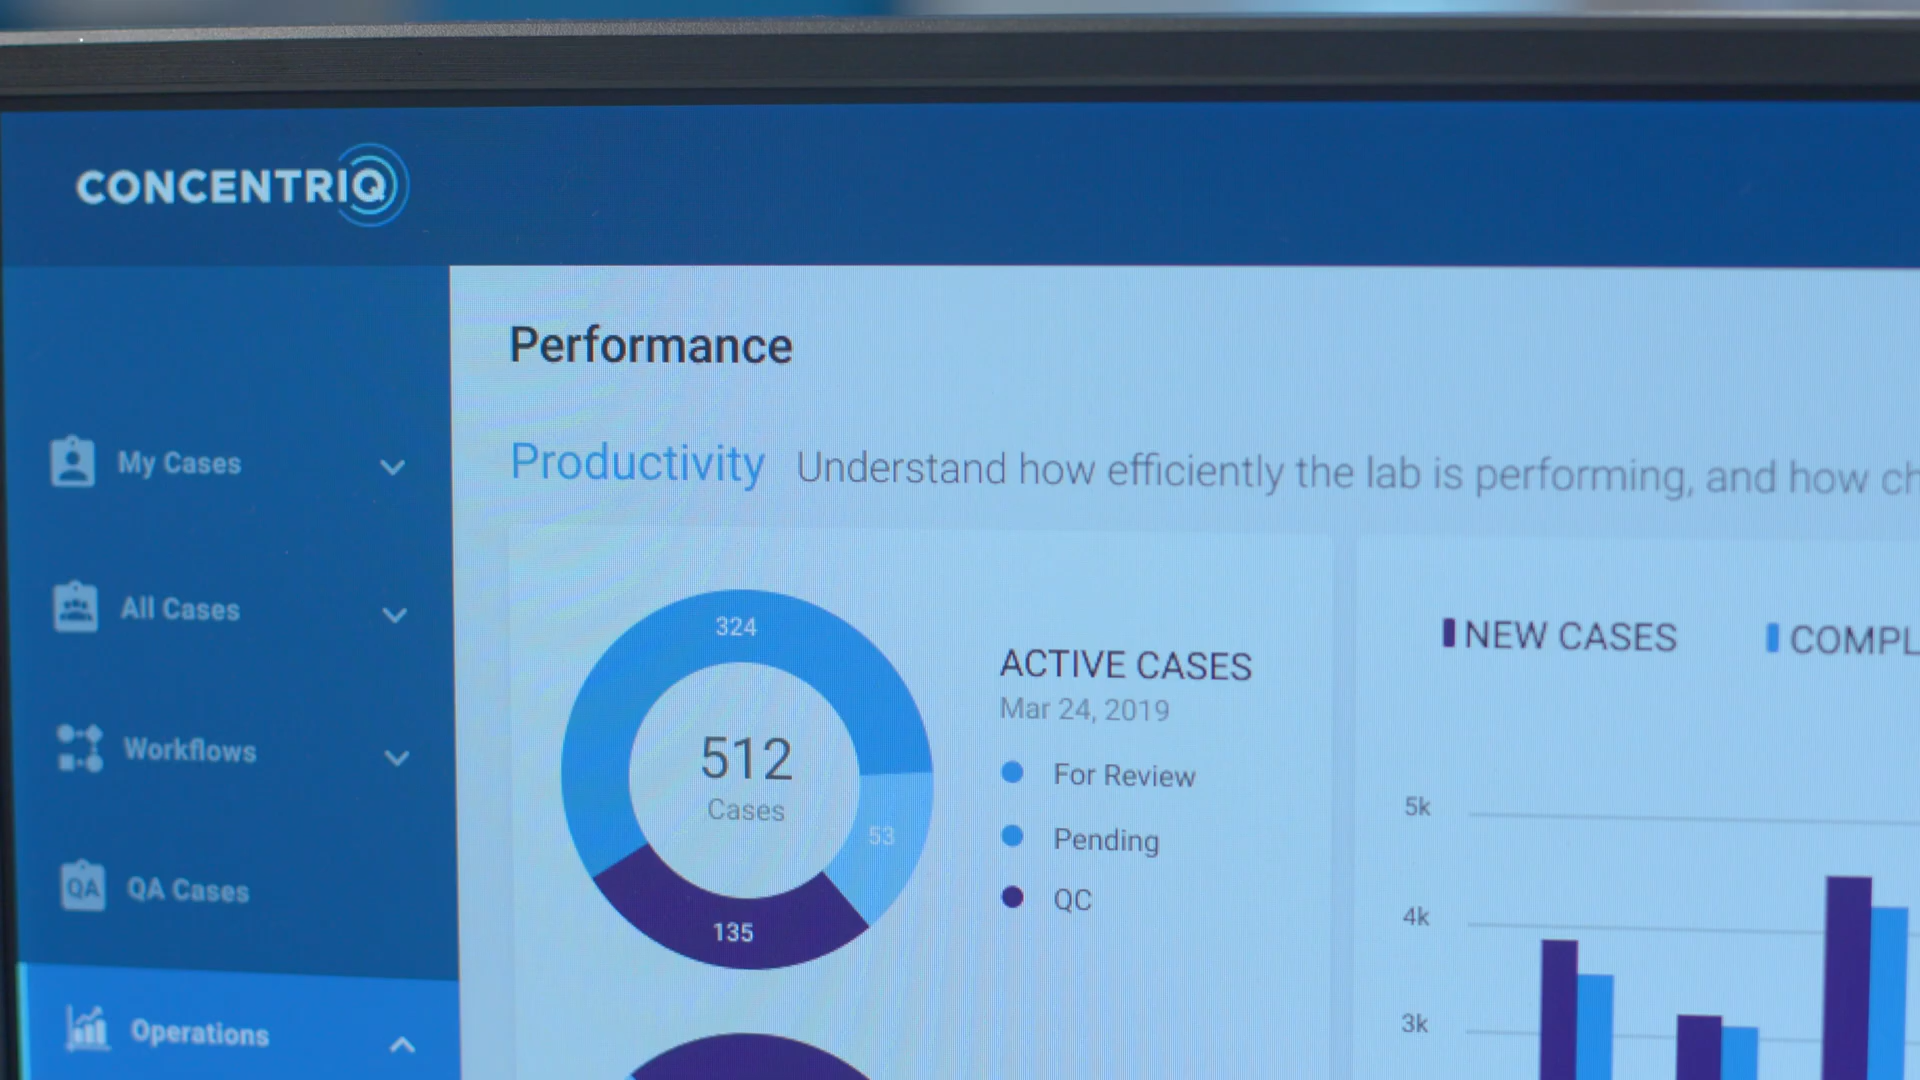 CONCENTRIQ
Performance
Productivity Understand how efficiently the lab is performing, and how ch
My Cases
All Cases
Workflows
QA QA Cases
Operations
324
512
Cases
53
135
ACTIVE CASES
Mar 24, 2019
For Review
Pending
QC
NEW CASES
COMPL
5k
4k
3k